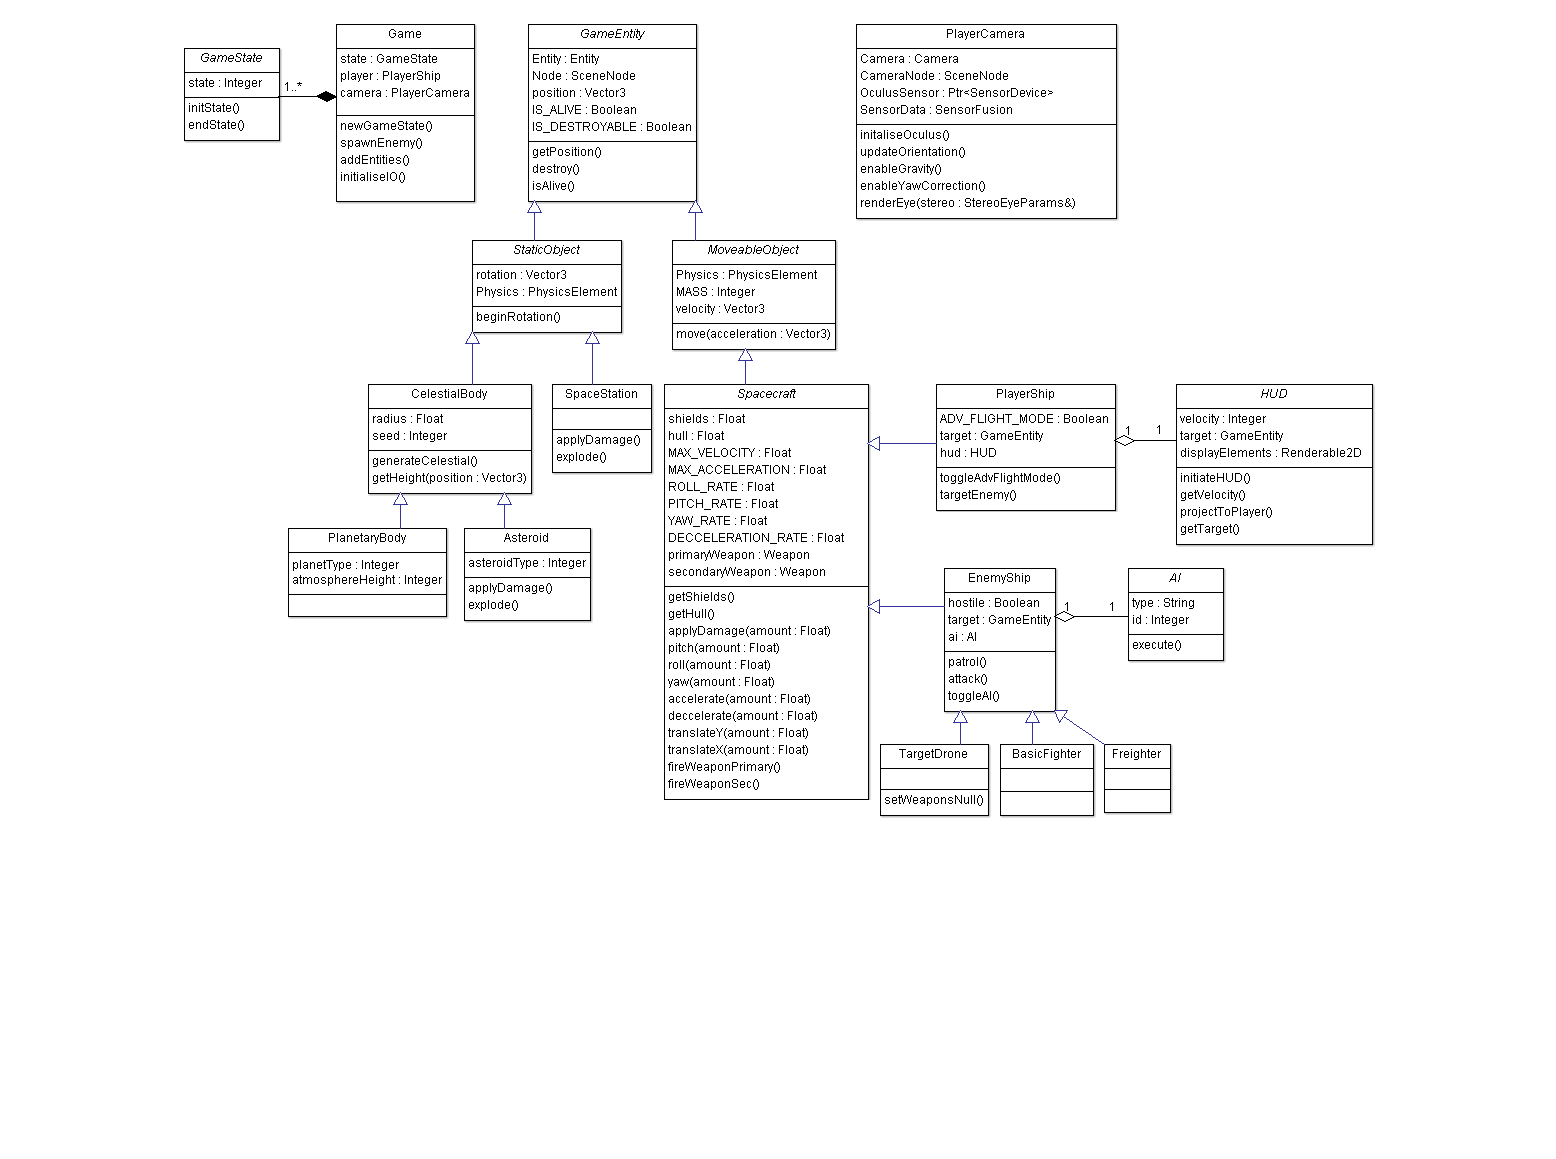 GameState
state : Integer
initState()
endState()
1..*
Game
state : GameState
player : PlayerShip
camera : PlayerCamera
newGameState()
spawnEnemy()
addEntities()
initialiseIO()
GameEntity
Entity : Entity
Node : SceneNode
position : Vector3
IS_ALIVE : Boolean
IS_DESTROYABLE : Boolean
getPosition()
destroy()
isAlive()
PlayerCamera
Camera : Camera
CameraNode : SceneNode
OculusSensor : Ptr<SensorDevice>
SensorData : SensorFusion
initaliseOculus()
updateOrientation()
enableGravity()
enableYawCorrection()
renderEye(stereo : StereoEyeParams&)
StaticObject
rotation : Vector3
Physics : PhysicsElement
beginRotation()
MoveableObject
Physics : PhysicsElement
MASS : Integer
velocity : Vector3
move(acceleration : Vector3)
CelestialBody
radius : Float
seed : Integer
generateCelestial()
getHeight(position : Vector3)
SpaceStation
applyDamage()
explode()
Spacecraft
shields : Float
hull : Float
MAX_VELOCITY : Float
MAX_ACCELERATION : Float
ROLL_RATE : Float
PITCH_RATE : Float
YAW_RATE : Float
DECCELERATION_RATE : Float
primaryWeapon : Weapon
secondaryWeapon : Weapon
getShields()
getHull()
applyDamage(amount : Float)
pitch(amount : Float)
roll(amount : Float)
yaw(amount : Float)
accelerate(amount : Float)
deccelerate(amount : Float)
translateY(amount : Float)
translateX(amount : Float)
fireWeaponPrimary()
fireWeaponSec()
PlayerShip
ADV_FLIGHT_MODE : Boolean
target : GameEntity
hud : HUD
toggleAdvFlightMode()
targetEnemy()
1
1
HUD
velocity : Integer
target : GameEntity
displayElements : Renderable2D
initiateHUD()
getVelocity()
projectToPlayer()
getTarget()
PlanetaryBody
planetType : Integer
atmosphereHeight : Integer
Asteroid
asteroidType : Integer
applyDamage()
explode()
EnemyShip
hostile : Boolean
target : GameEntity
ai : AI
patrol()
attack()
toggleAI()
1
1
AI
type : String
id : Integer
execute()
TargetDrone
setWeaponsNull()
BasicFighter
Freighter